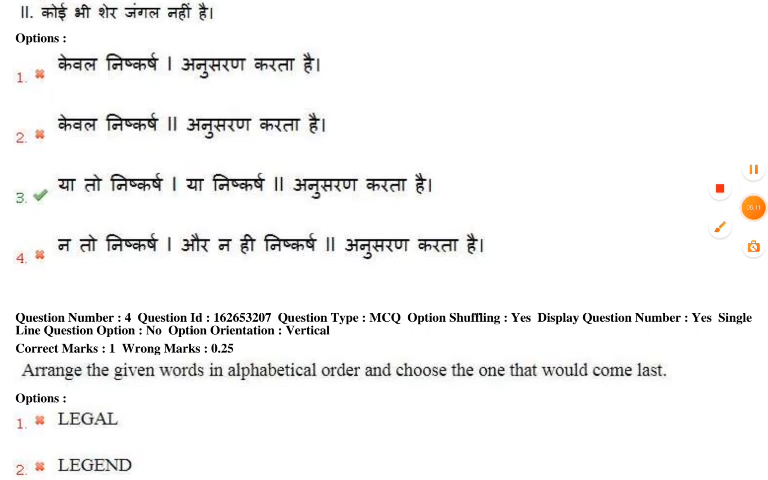 II. कोई भी शेर जंगल नहीं है।
Options :
1. केवल निष्कर्ष I अनुसरण करता है।
2. केवल निष्कर्ष II अनुसरण करता है।
3. या तो निष्कर्ष I या निष्कर्ष II अनुसरण करता है।
4. न तो निष्कर्ष I और न ही निष्कर्ष II अनुसरण करता है।
Question Number : 4 Question Id : 162653207 Question Type : MCQ Option Shuffling : Yes Display Question Number : Yes Single
Line Question Option : No Option Orientation : Vertical
Correct Marks : 1 Wrong Marks : 0.25
Arrange the given words in alphabetical order and choose the one that would come last.
Options :
1. LEGAL
2. LEGEND